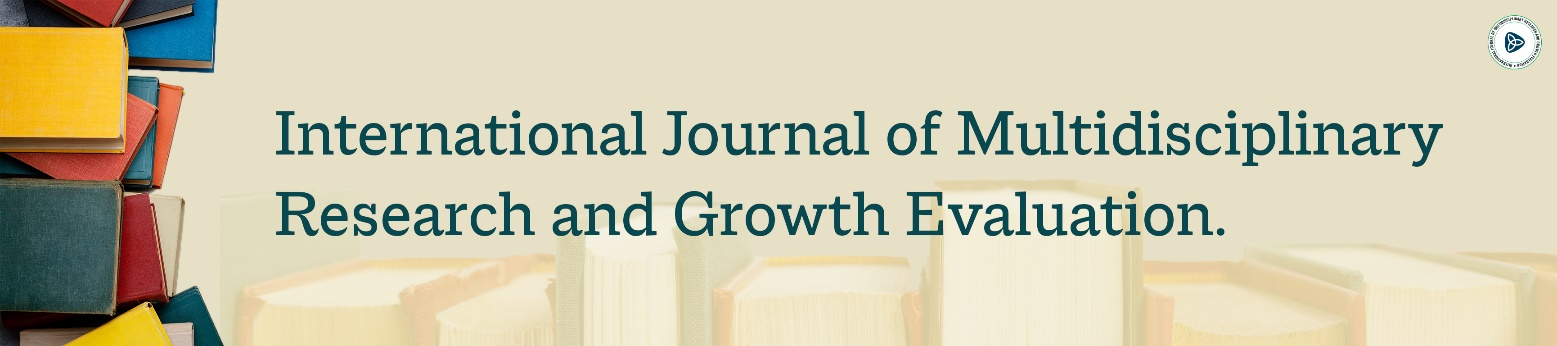 International Journal of Multidisciplinary
Research and Growth Evaluation.